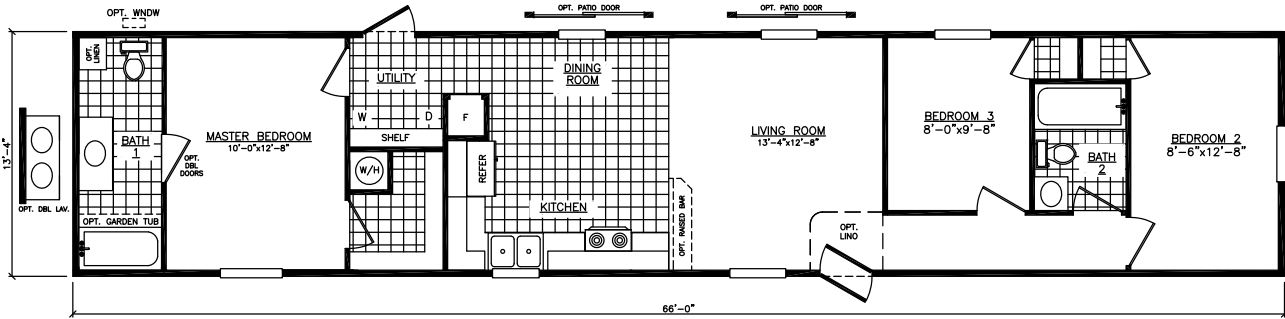 OPT. WNDW
OPT. PATIO DOOR
OPT. PATIO DOOR
OPT.
LINEN
UTILITY
DINING
ROOM
W
D
F
SHELF
13'-4"
MASTER BEDROOM
10'-0"x12'-8"
BATH
1
OPT.
DBL
DOORS
LIVING ROOM
13'-4"x12'-8"
BEDROOM 3
8'-0"x9'-8"
BEDROOM 2
8'-6"x12'-8"
BATH
2
W/H
REFER
KITCHEN
OPT. RAISED BAR
OPT.
LINO
OPT. DBL LAV.
OPT. GARDEN TUB
66'-0"